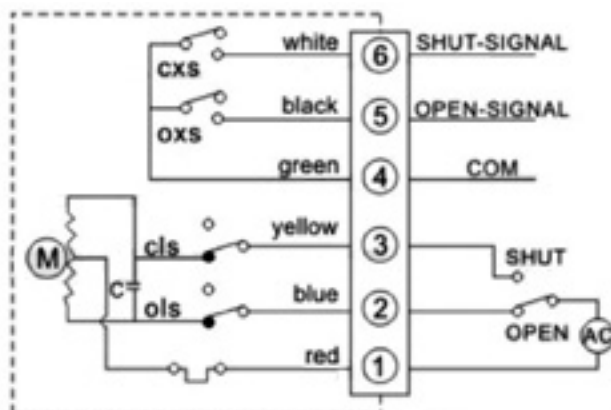 white 6 SHUT-SIGNAL
cxs
black 5 OPEN-SIGNAL
oxs
green 4 COM
yellow 3
cls
SHUT
M
C
blue 2
ols
OPEN
AC
red 1